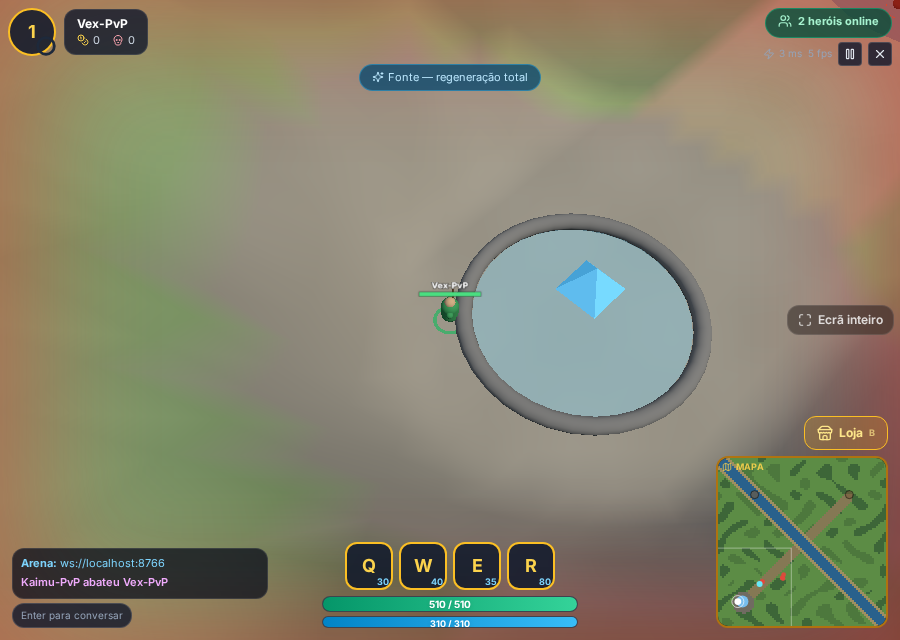 1
Vex-PvP
0
0
2 heróis online
3 ms 5 fps
Fonte — regeneração total
Vex-PvP
Ecrã inteiro
Loja B
MAPA
Arena: ws://localhost:8766
Kaimu-PvP abateu Vex-PvP
Enter para conversar
Q 30
W 40
E 35
R 80
510 / 510
310 / 310